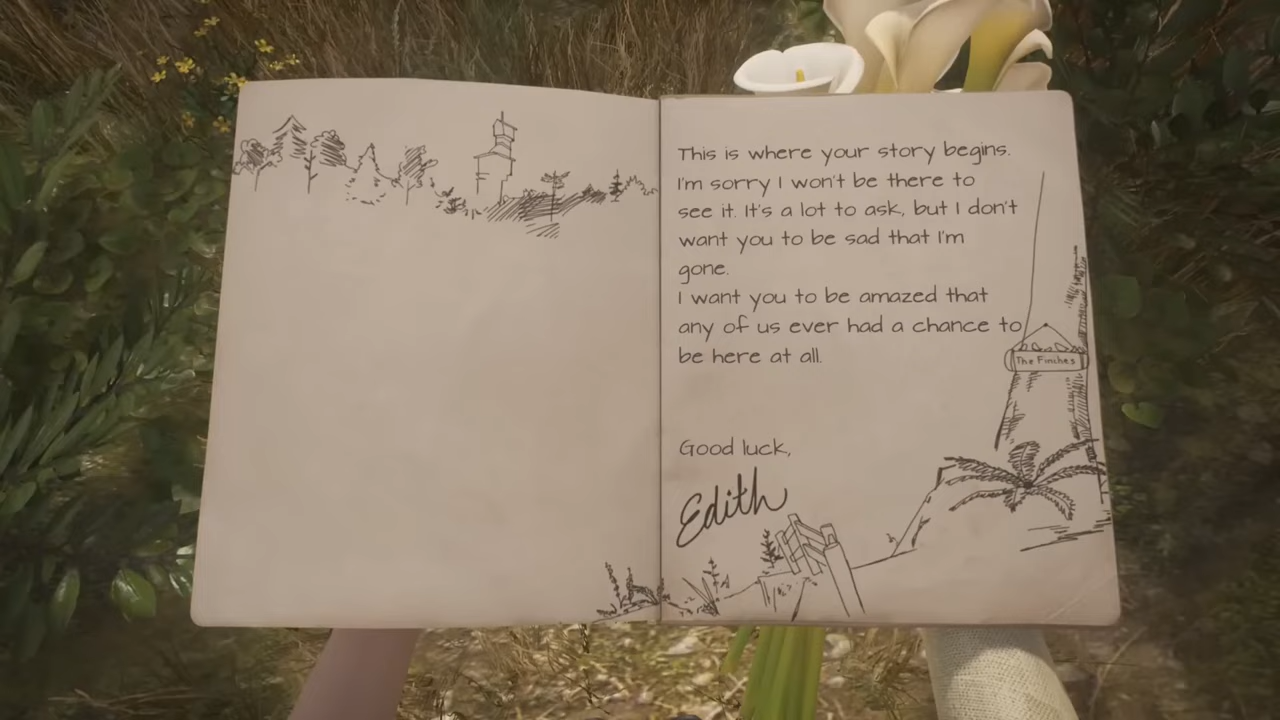 This is where your story begins.
I'm sorry I won't be there to
see it. It's a lot to ask, but I don't
want you to be sad that I'm
gone.
I want you to be amazed that
any of us ever had a chance to
be here at all.
The Finches
Good luck,
Edith